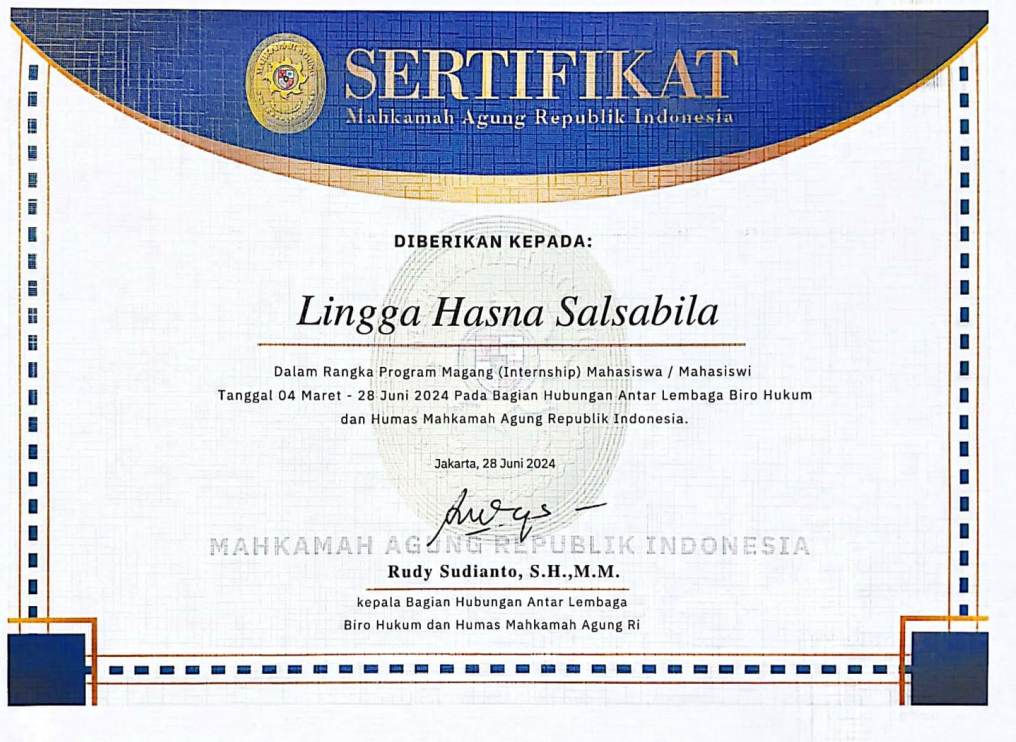 SERTIFIKAT
Mahkamah Agung Republik Indonesia
DIBERIKAN KEPADA:
Lingga Hasna Salsabila
Dalam Rangka Program Magang (Internship) Mahasiswa / Mahasiswi
Tanggal 04 Maret - 28 Juni 2024 Pada Bagian Hubungan Antar Lembaga Biro Hukum
dan Humas Mahkamah Agung Republik Indonesia.
Jakarta, 28 Juni 2024
MAHKAMAH AGUNG REPUBLIK INDONESIA
Rudy Sudianto, S.H.,M.M.
kepala Bagian Hubungan Antar Lembaga
Biro Hukum dan Humas Mahkamah Agung Ri